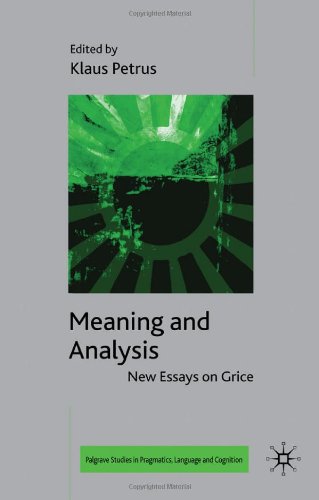 Edited by
Klaus Petrus
Meaning and
Analysis
New Essays on Grice
Palgrave Studies in Pragmatics, Language and Cognition